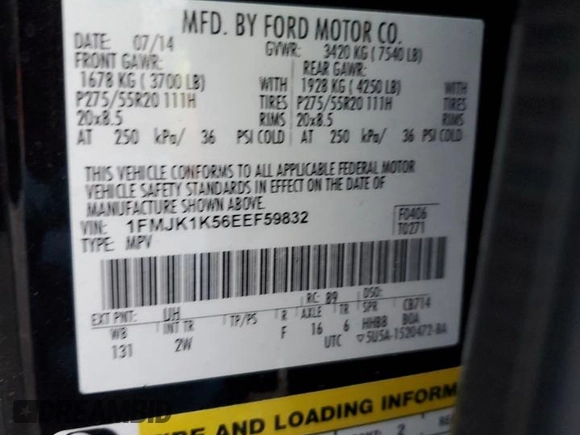 MFD. BY FORD MOTOR CO.
DATE: 07/14 GVWR: 3420 KG (7540 LB)
FRONT GAWR: REAR GAWR:
1678 KG (3700 LB) WITH 1928 KG (4250 LB) WITH
P275/55R20 111H TIRES P275/55R20 111H TIRES
20x8.5 RIMS 20x8.5 RIMS
AT 250 kPa/ 36 PSI COLD AT 250 kPa/ 36 PSI COLD
THIS VEHICLE CONFORMS TO ALL APPLICABLE FEDERAL MOTOR
VEHICLE SAFETY STANDARDS IN EFFECT ON THE DATE OF
MANUFACTURE SHOWN ABOVE.
VIN: 1FMJK1K56EEF59832 F0406
TYPE: MPV T0271
EXT PNT: UH RC: 89 DSO:
WB INT TR TP/PS R AXLE TR SPR CB714
131 2W F 16 6 HHBB BOA
UTC ▽5U5A-1520472-BA
TIRE AND LOADING INFORM
DREAMBID